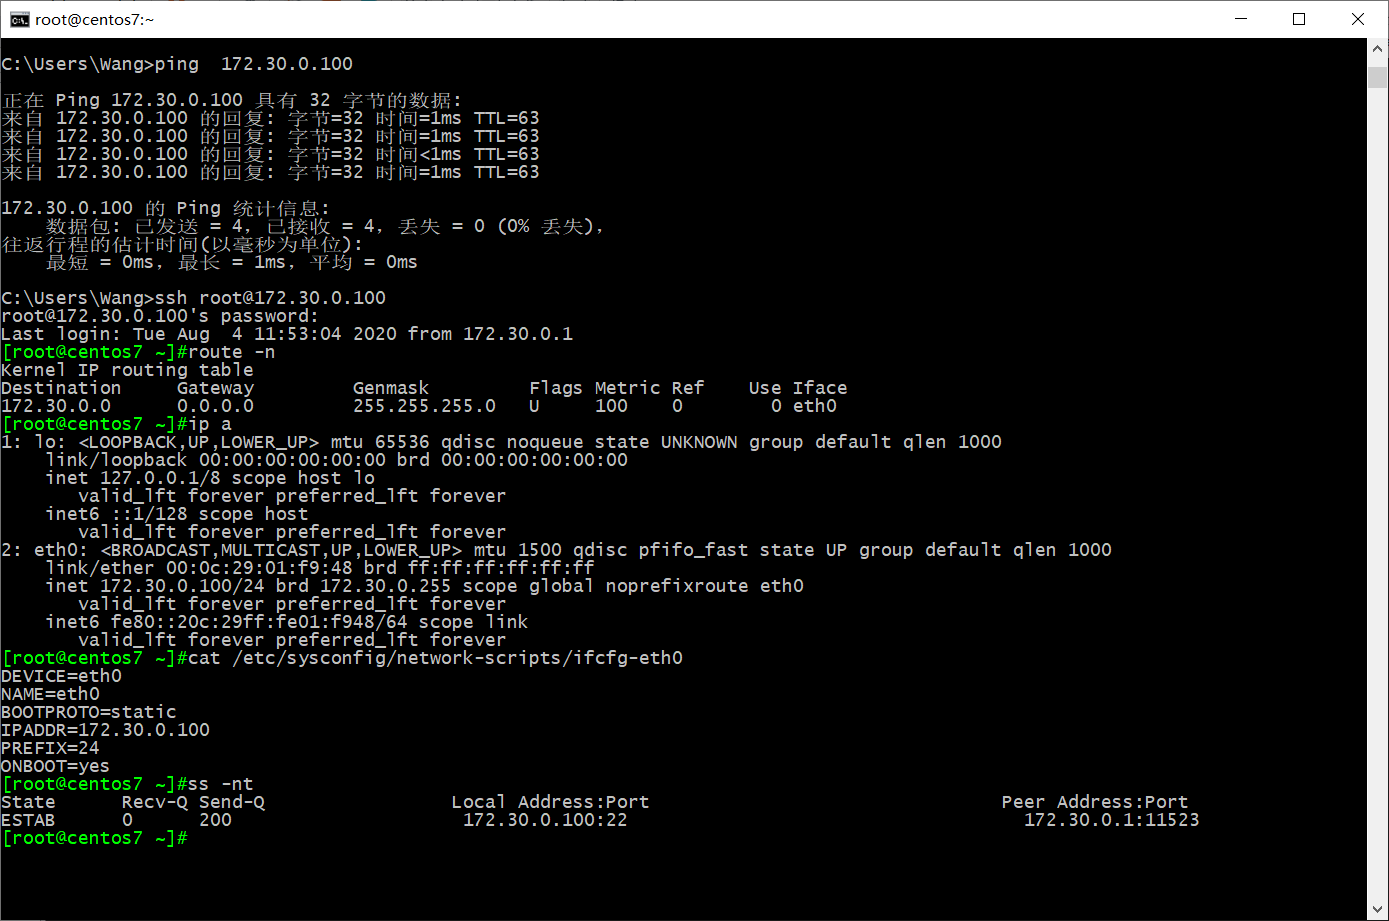 root@centos7:~
C:\Users\Wang>ping  172.30.0.100
正在 Ping 172.30.0.100 具有 32 字节的数据:
来自 172.30.0.100 的回复: 字节=32 时间=1ms TTL=63
来自 172.30.0.100 的回复: 字节=32 时间=1ms TTL=63
来自 172.30.0.100 的回复: 字节=32 时间<1ms TTL=63
来自 172.30.0.100 的回复: 字节=32 时间=1ms TTL=63
172.30.0.100 的 Ping 统计信息:
    数据包: 已发送 = 4，已接收 = 4，丢失 = 0 (0% 丢失)，
往返行程的估计时间(以毫秒为单位):
    最短 = 0ms，最长 = 1ms，平均 = 0ms
C:\Users\Wang>ssh root@172.30.0.100
root@172.30.0.100's password:
Last login: Tue Aug  4 11:53:04 2020 from 172.30.0.1
[root@centos7 ~]#route -n
Kernel IP routing table
Destination     Gateway         Genmask         Flags Metric Ref    Use Iface
172.30.0.0      0.0.0.0         255.255.255.0   U     100    0        0 eth0
[root@centos7 ~]#ip a
1: lo: <LOOPBACK,UP,LOWER_UP> mtu 65536 qdisc noqueue state UNKNOWN group default qlen 1000
    link/loopback 00:00:00:00:00:00 brd 00:00:00:00:00:00
    inet 127.0.0.1/8 scope host lo
       valid_lft forever preferred_lft forever
    inet6 ::1/128 scope host
       valid_lft forever preferred_lft forever
2: eth0: <BROADCAST,MULTICAST,UP,LOWER_UP> mtu 1500 qdisc pfifo_fast state UP group default qlen 1000
    link/ether 00:0c:29:01:f9:48 brd ff:ff:ff:ff:ff:ff
    inet 172.30.0.100/24 brd 172.30.0.255 scope global noprefixroute eth0
       valid_lft forever preferred_lft forever
    inet6 fe80::20c:29ff:fe01:f948/64 scope link
       valid_lft forever preferred_lft forever
[root@centos7 ~]#cat /etc/sysconfig/network-scripts/ifcfg-eth0
DEVICE=eth0
NAME=eth0
BOOTPROTO=static
IPADDR=172.30.0.100
PREFIX=24
ONBOOT=yes
[root@centos7 ~]#ss -nt
State      Recv-Q Send-Q                 Local Address:Port                                Peer Address:Port
ESTAB      0      200                     172.30.0.100:22                                    172.30.0.1:11523
[root@centos7 ~]#